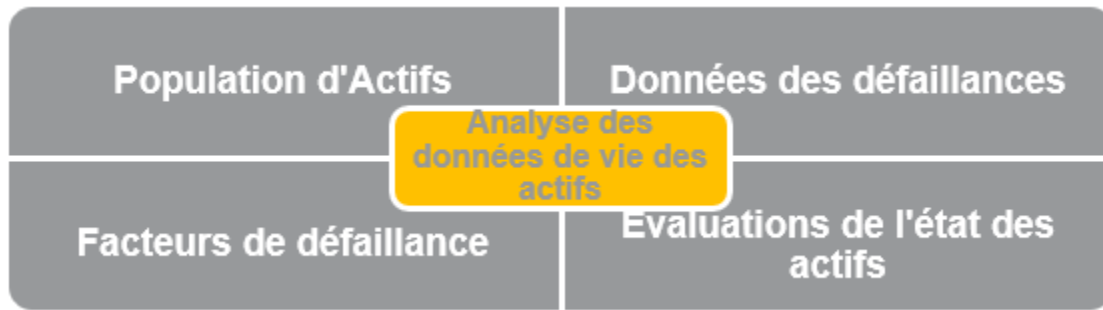 Population d'Actifs
Données des défaillances
Analyse des
données de vie des
actifs
Facteurs de défaillance
Evaluations de l'état des
actifs